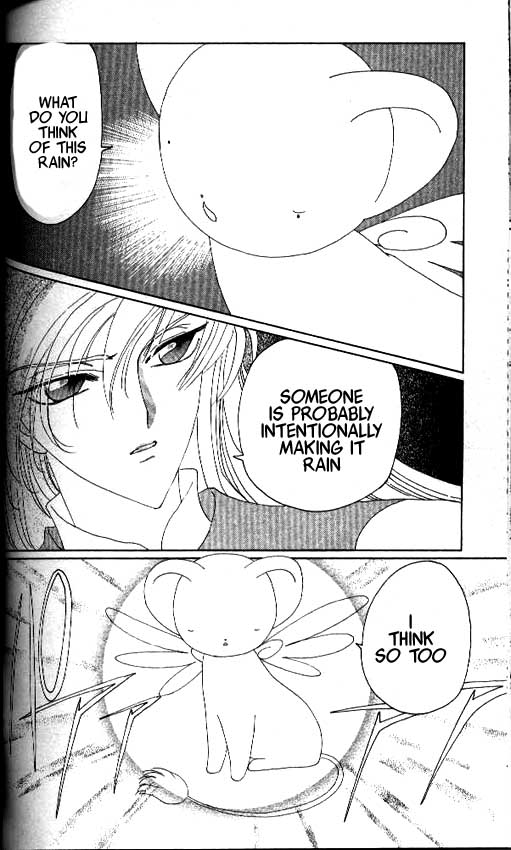 WHAT
DO YOU
THINK
OF THIS
RAIN?
SOMEONE
IS PROBABLY
INTENTIONALLY
MAKING IT
RAIN
I
THINK
SO TOO